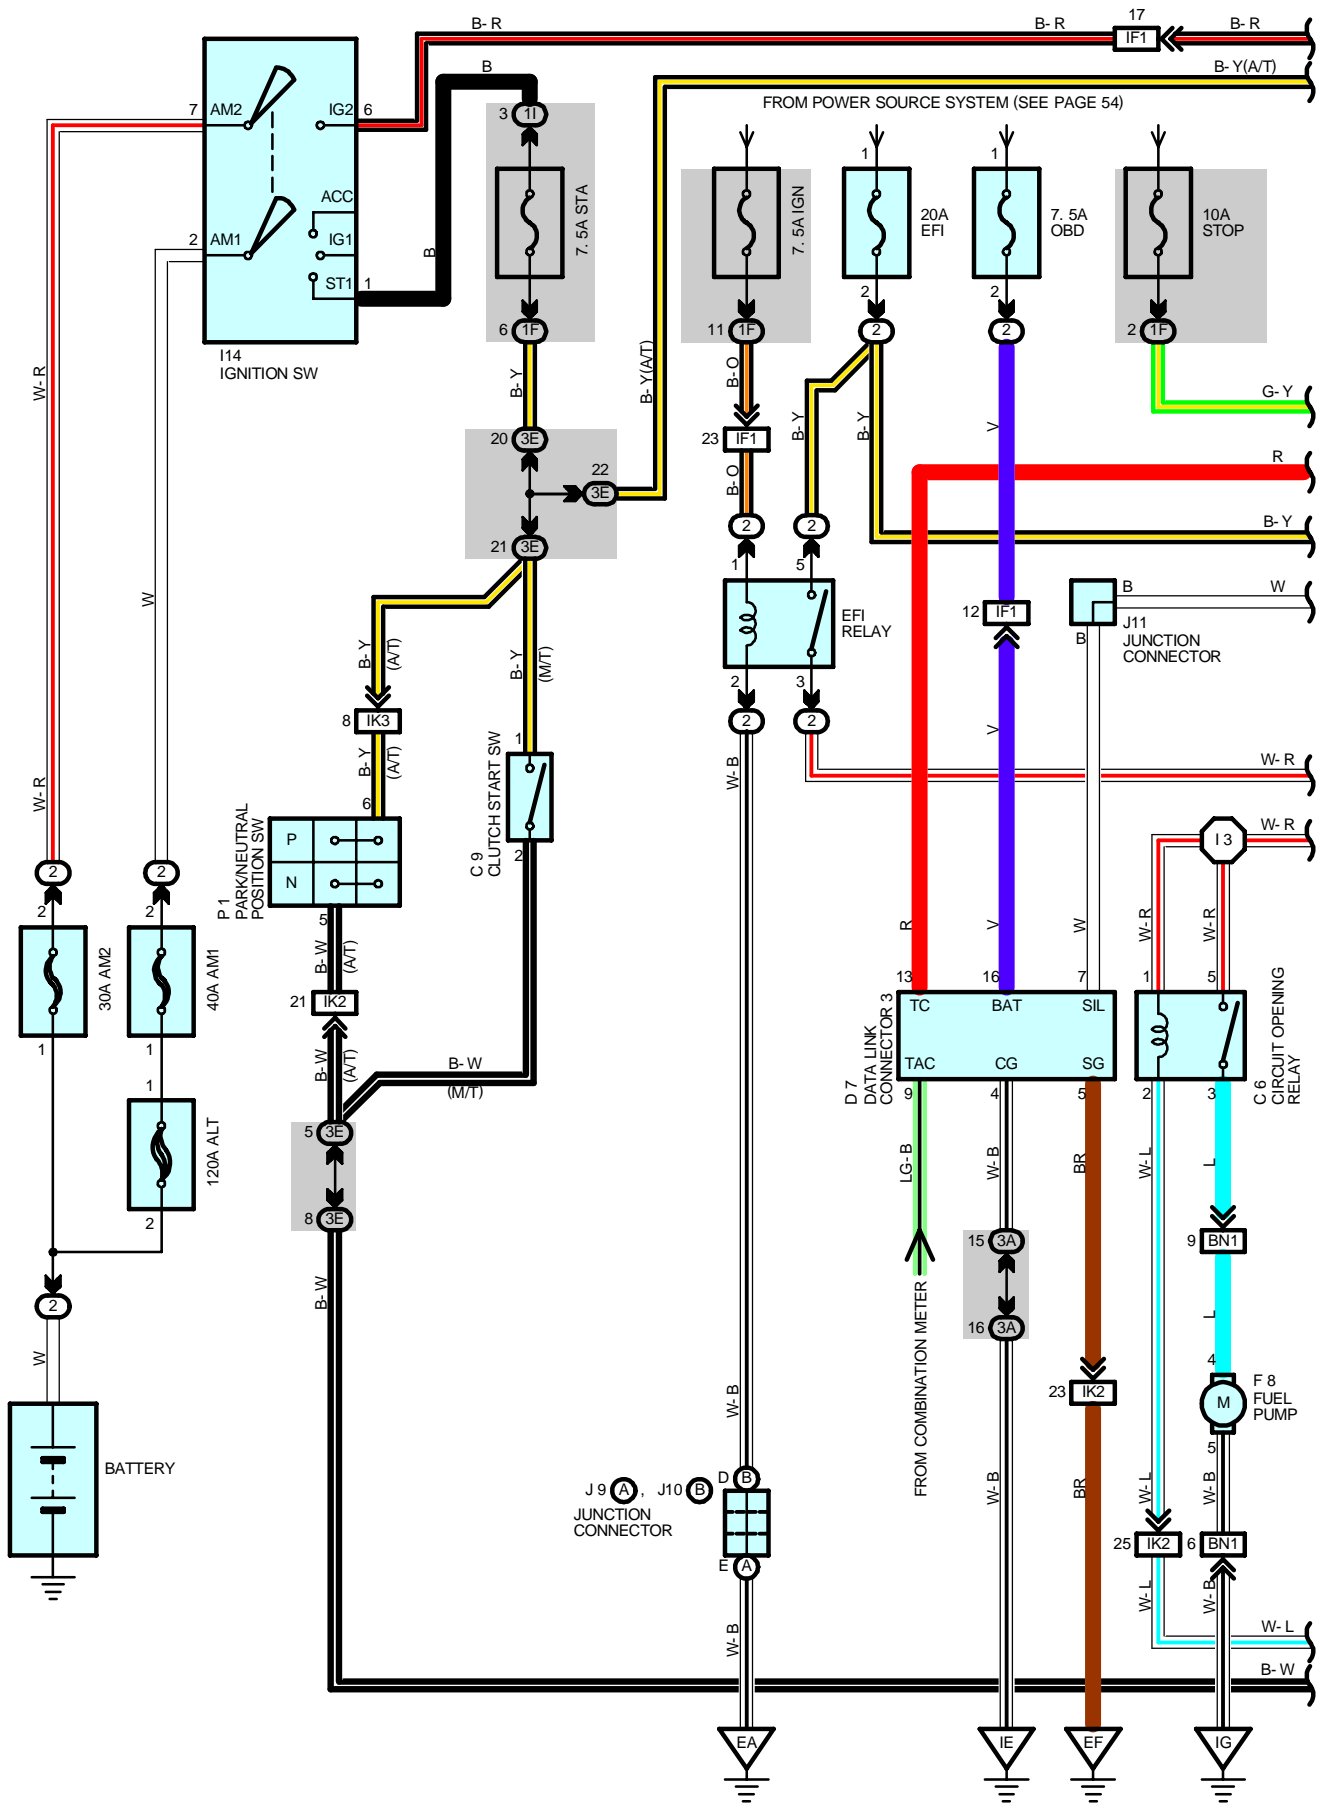 B- R
B- R
17
IF1
B- R
B
B- Y(A/T)
FROM POWER SOURCE SYSTEM (SEE PAGE 54)
7
AM2
IG2
6
3
1I
ACC
2
AM1
IG1
ST1
1
B
I14
IGNITION SW
7. 5A STA
6
1F
B- Y
B- Y(A/T)
7. 5A IGN
11
1F
1
20A
EFI
2
2
1
7. 5A
OBD
2
2
10A
STOP
2
1F
G- Y
W- R
B- O
B- Y
B- Y
V
R
20
3E
22
3E
21
3E
23
IF1
B- O
2
2
B- Y
1
5
EFI
RELAY
2
3
2
2
12
IF1
B
W
B
J11
JUNCTION
CONNECTOR
W
B- Y
(A/T)
B- Y
(M/T)
8
IK3
B- Y
(A/T)
6
1
C 9
CLUTCH START SW
2
P 1
PARK/NEUTRAL
POSITION SW
P
N
5
W- B
V
W- R
W- R
I 3
W- R
2
2
2
2
30A AM2
40A AM1
1
1
1
120A ALT
2
B- W
(A/T)
21
IK2
B- W
(A/T)
B- W
(M/T)
5
3E
8
3E
B- W
R
V
W
W- R
W- R
13
16
7
1
5
TC
BAT
SIL
TAC
CG
SG
D 7
DATA LINK
CONNECTOR 3
9
4
5
2
3
C 6
CIRCUIT OPENING
RELAY
LG- B
W- B
BR
W- L
L
15
3A
16
3A
9
BN1
L
4
F 8
FUEL
PUMP
M
5
FROM COMBINATION METER
23
IK2
2
W
BATTERY
W- B
J 9
A
,
J10
B
JUNCTION
CONNECTOR
D
B
E
A
W- B
W- B
BR
W- L
W- B
25
IK2
6
BN1
W- L
W- B
W- L
B- W
EA
IE
EF
IG